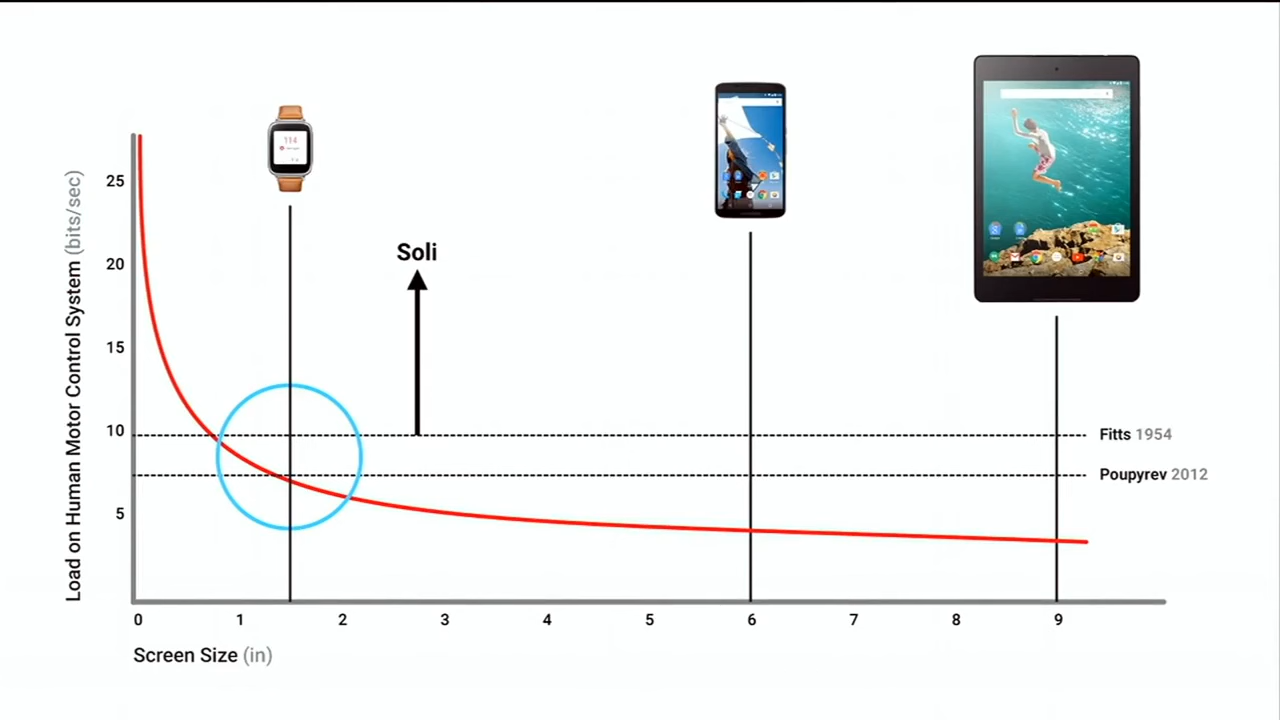 114
Soli
Load on Human Motor Control System (bits/sec)
25
20
15
10
5
Fitts 1954
Poupyrev 2012
0 1 2 3 4 5 6 7 8 9
Screen Size (in)